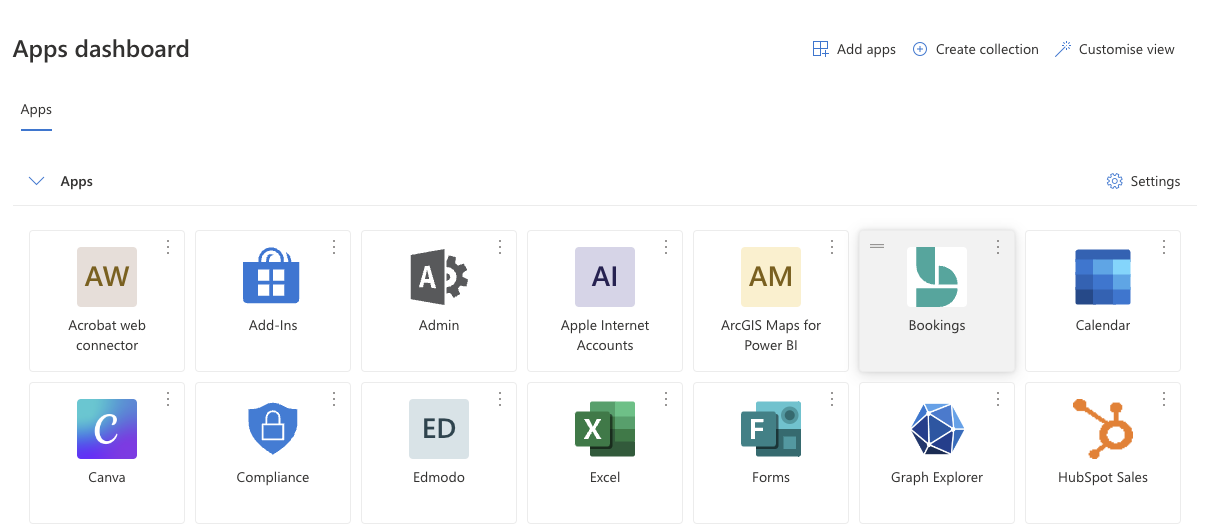 Apps dashboard
Add apps
Create collection
Customise view
Apps
Apps
Settings
AW
Acrobat web
connector
Add-Ins
A
Admin
AI
Apple Internet
Accounts
AM
ArcGIS Maps for
Power BI
Bookings
Calendar
C
Canva
Compliance
ED
Edmodo
X
Excel
F
Forms
Graph Explorer
HubSpot Sales